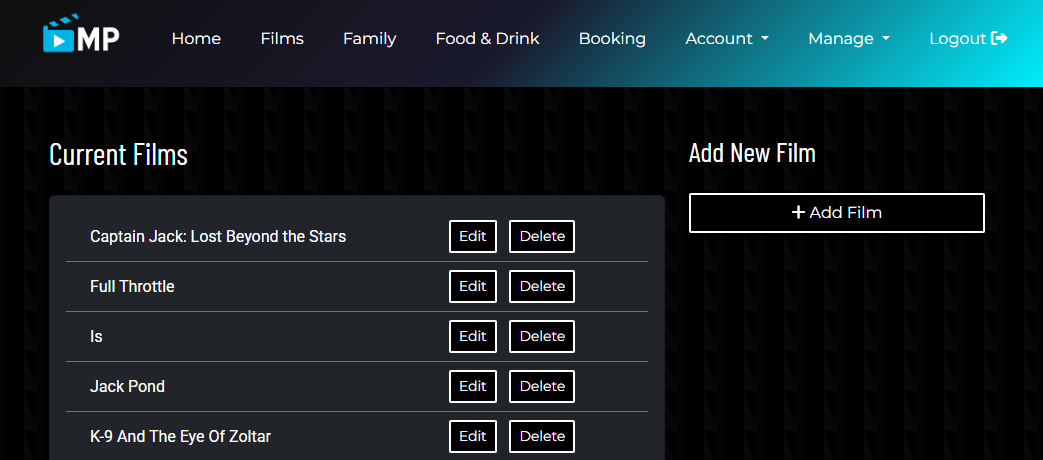 MP Home Films Family Food & Drink Booking Account Manage Logout
Current Films
Add New Film
+ Add Film
Captain Jack: Lost Beyond the Stars Edit Delete
Full Throttle Edit Delete
Is Edit Delete
Jack Pond Edit Delete
K-9 And The Eye Of Zoltar Edit Delete